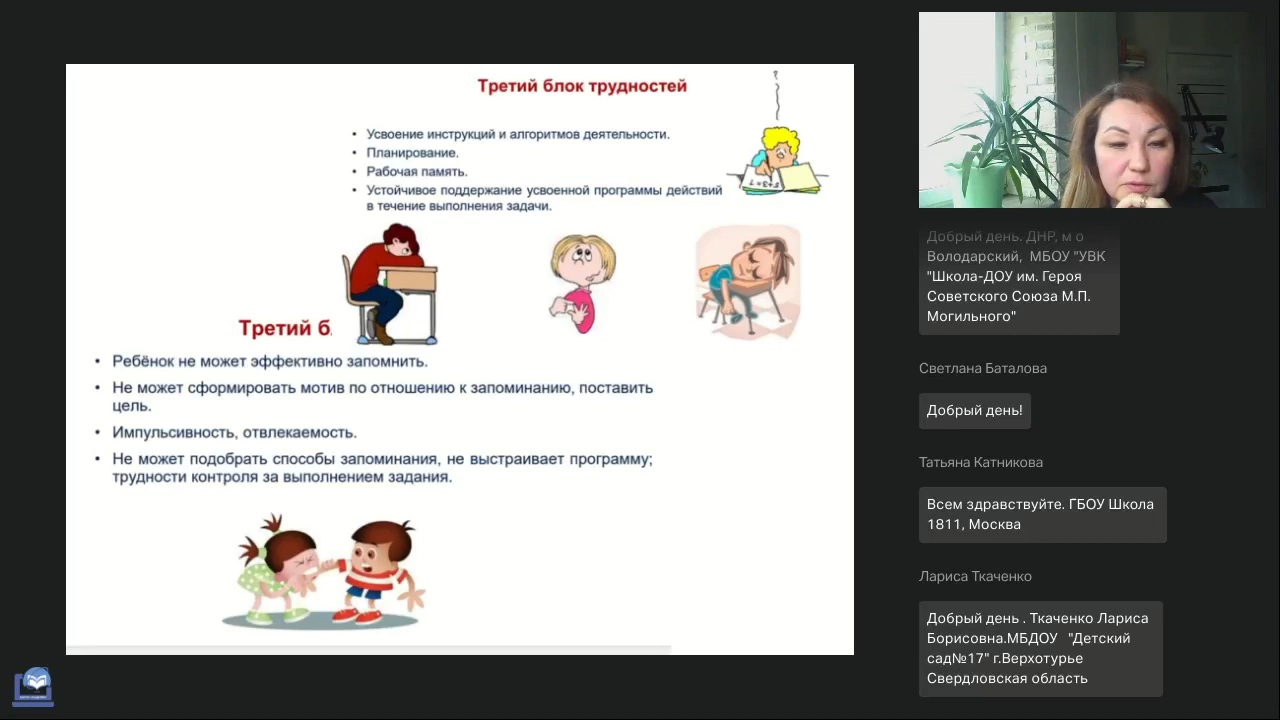 Третий блок трудностей
• Усвоение инструкций и алгоритмов деятельности.
• Планирование.
• Рабочая память.
• Устойчивое поддержание усвоенной программы действий
в течение выполнения задачи.
Третий б
• Ребёнок не может эффективно запомнить.
• Не может сформировать мотив по отношению к запоминанию, поставить
цель.
• Импульсивность, отвлекаемость.
• Не может подобрать способы запоминания, не выстраивает программу;
трудности контроля за выполнением задания.
Добрый день. ДНР, м о
Володарский, МБОУ "УВК
"Школа-ДОУ им. Героя
Советского Союза М.П.
Могильного"
Светлана Баталова
Добрый день!
Татьяна Катникова
Всем здравствуйте. ГБОУ Школа
1811, Москва
Лариса Ткаченко
Добрый день . Ткаченко Лариса
Борисовна.МБДОУ "Детский
сад№17" г.Верхотурье
Свердловская область